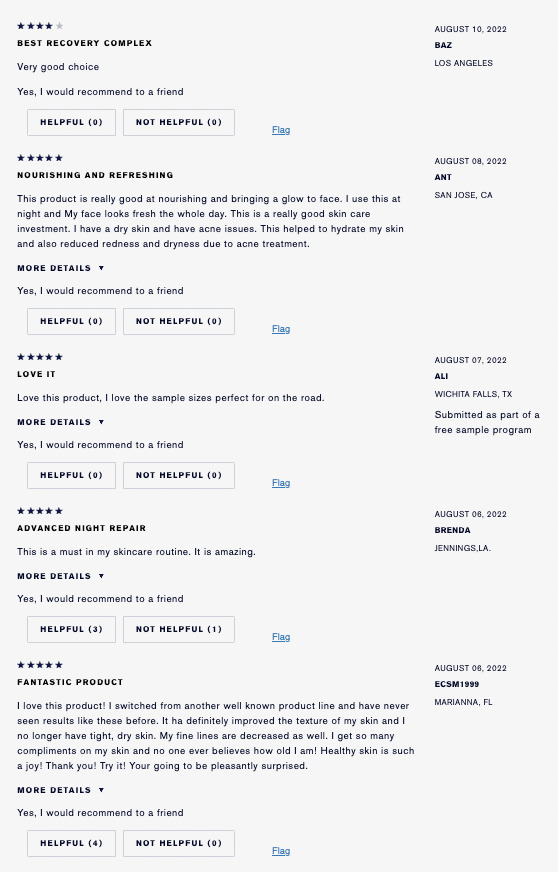 AUGUST 10, 2022
BEST RECOVERY COMPLEX
BAZ
Very good choice
LOS ANGELES
Yes, I would recommend to a friend
HELPFUL (0) NOT HELPFUL (0) Flag
AUGUST 08, 2022
NOURISHING AND REFRESHING
ANT
This product is really good at nourishing and bringing a glow to face. I use this at
SAN JOSE, CA
night and My face looks fresh the whole day. This is a really good skin care
investment. I have a dry skin and have acne issues. This helped to hydrate my skin
and also reduced redness and dryness due to acne treatment.
MORE DETAILS ▼
Yes, I would recommend to a friend
HELPFUL (0) NOT HELPFUL (0) Flag
AUGUST 07, 2022
LOVE IT
ALI
Love this product, I love the sample sizes perfect for on the road.
WICHITA FALLS, TX
Submitted as part of a
free sample program
MORE DETAILS ▼
Yes, I would recommend to a friend
HELPFUL (0) NOT HELPFUL (0) Flag
AUGUST 06, 2022
ADVANCED NIGHT REPAIR
BRENDA
This is a must in my skincare routine. It is amazing.
JENNINGS,LA.
MORE DETAILS ▼
Yes, I would recommend to a friend
HELPFUL (3) NOT HELPFUL (1) Flag
AUGUST 06, 2022
FANTASTIC PRODUCT
ECSM1999
I love this product! I switched from another well known product line and have never
MARIANNA, FL
seen results like these before. It ha definitely improved the texture of my skin and I
no longer have tight, dry skin. My fine lines are decreased as well. I get so many
compliments on my skin and no one ever believes how old I am! Healthy skin is such
a joy! Thank you! Try it! Your going to be pleasantly surprised.
MORE DETAILS ▼
Yes, I would recommend to a friend
HELPFUL (4) NOT HELPFUL (0) Flag